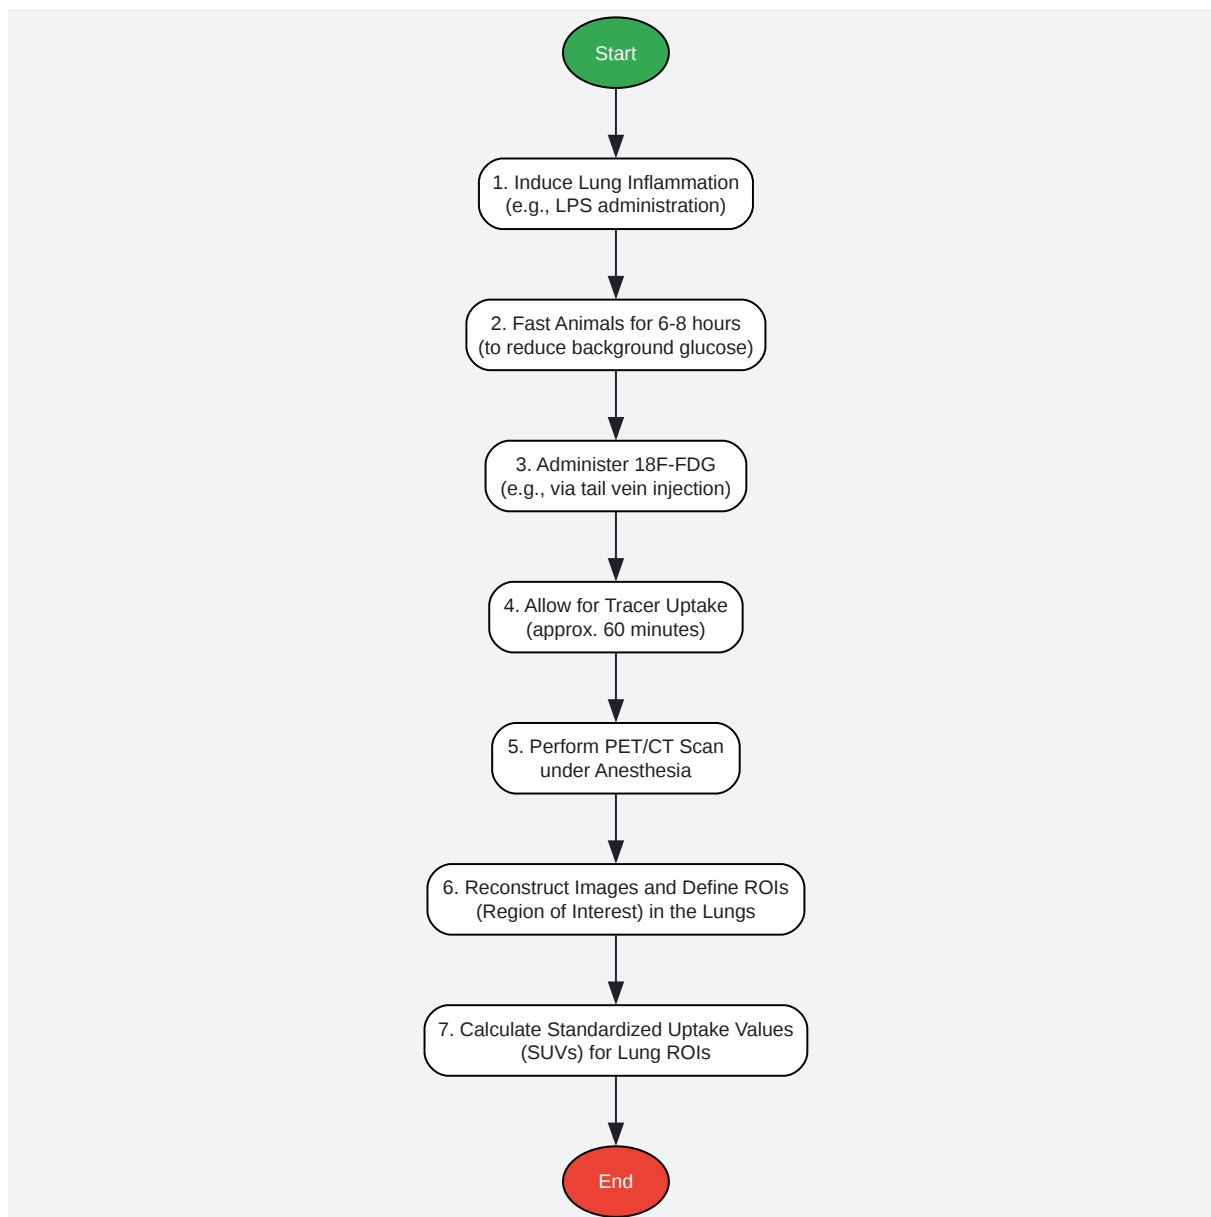 Start
1. Induce Lung Inflammation
(e.g., LPS administration)
2. Fast Animals for 6-8 hours
(to reduce background glucose)
3. Administer 18F-FDG
(e.g., via tail vein injection)
4. Allow for Tracer Uptake
(approx. 60 minutes)
5. Perform PET/CT Scan
under Anesthesia
6. Reconstruct Images and Define ROIs
(Region of Interest) in the Lungs
7. Calculate Standardized Uptake Values
(SUVs) for Lung ROIs
End